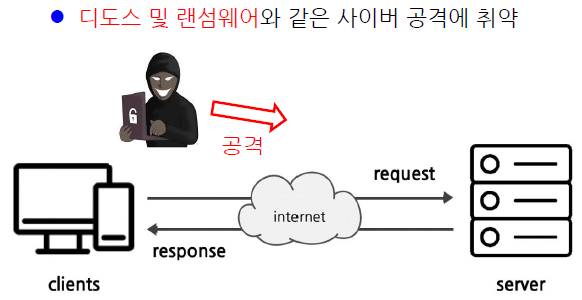 ● 디도스 및 랜섬웨어와 같은 사이버 공격에 취약
공격
request
internet
response
clients
server